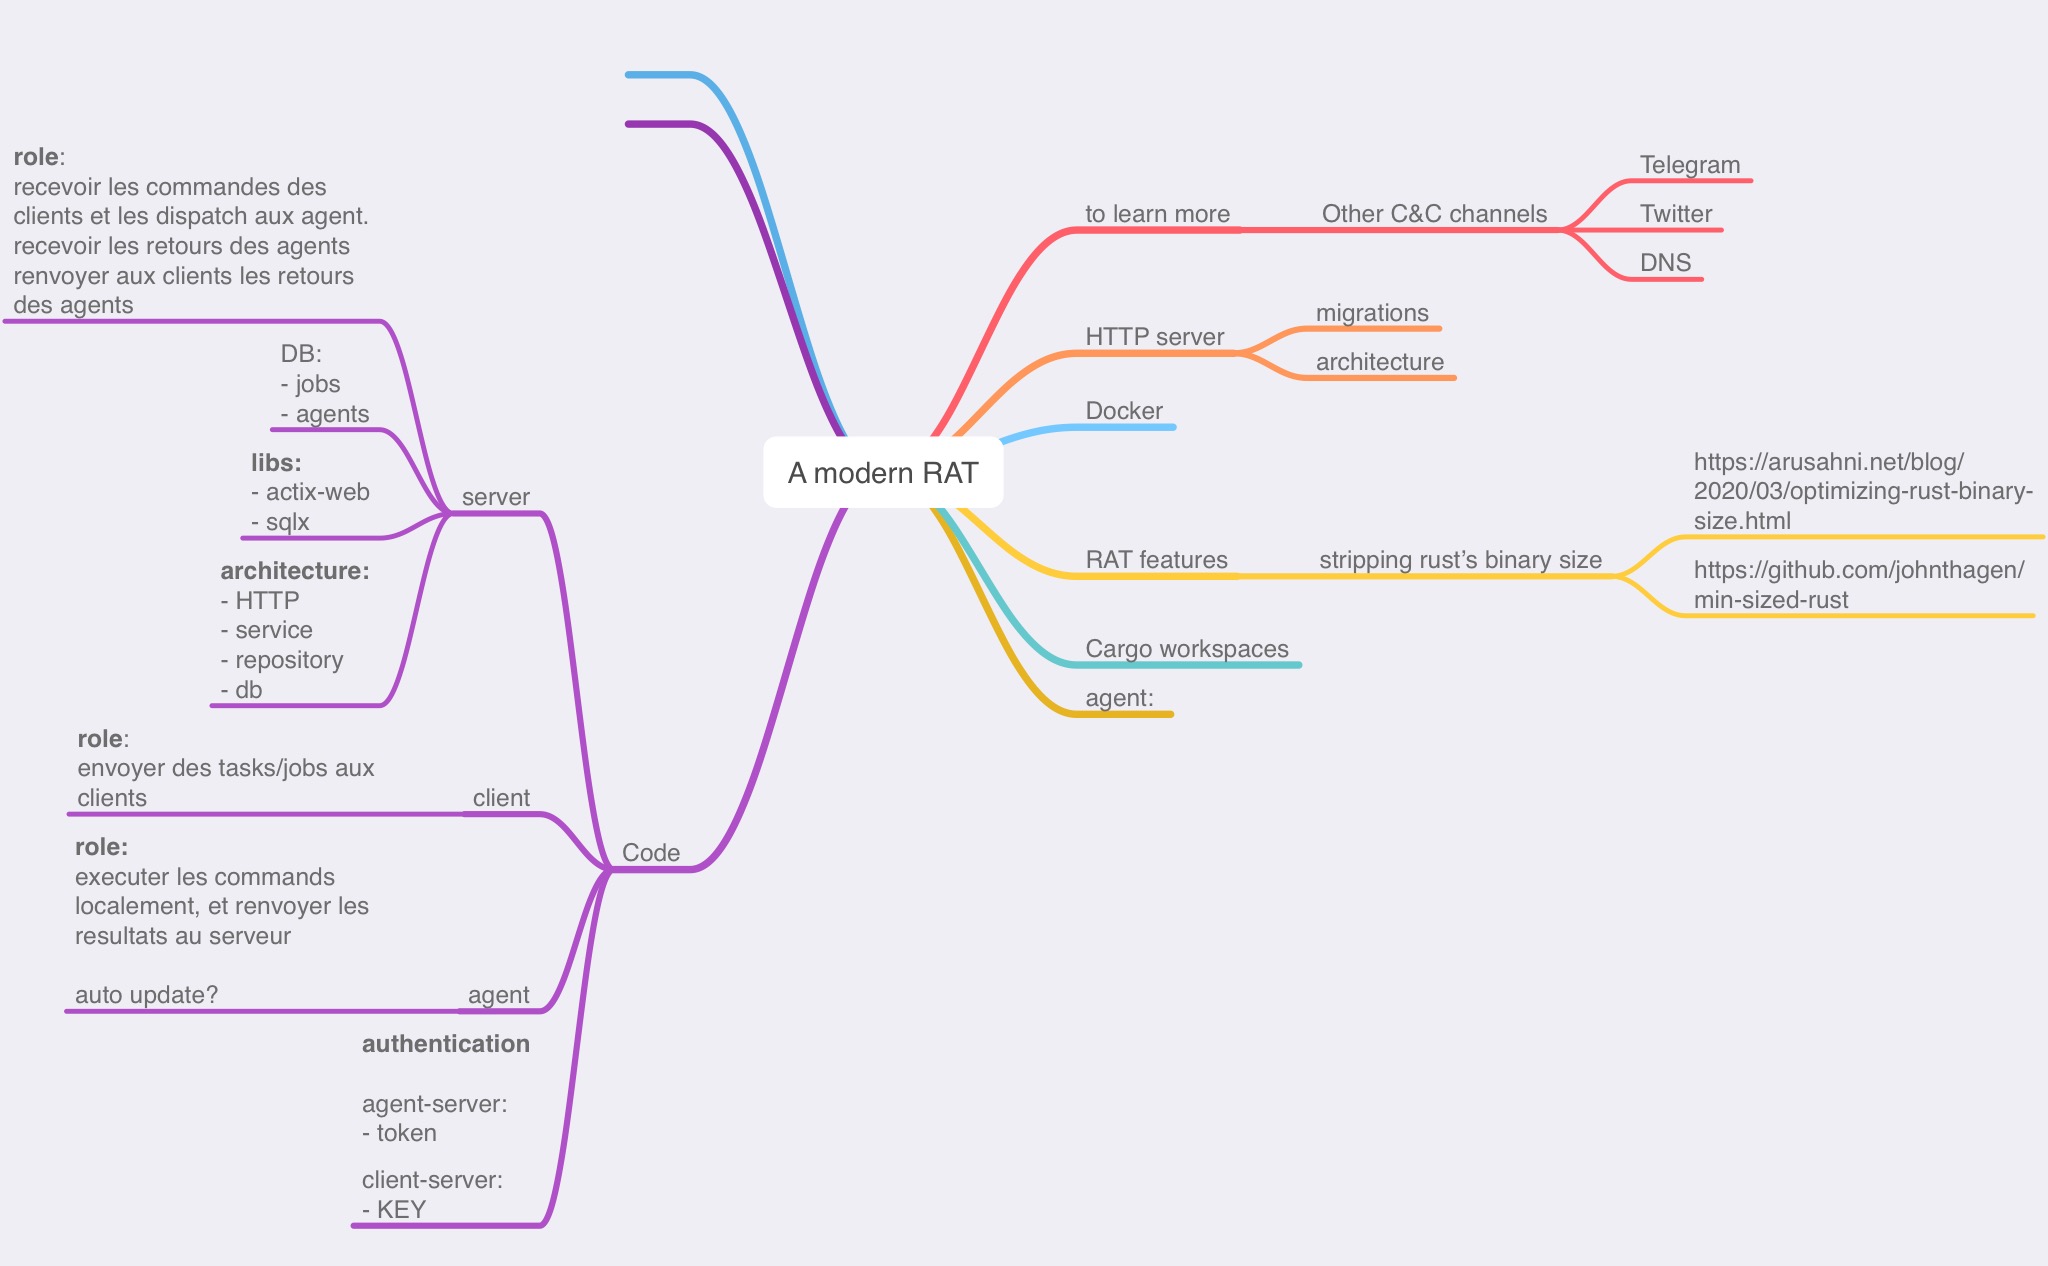 A modern RAT
to learn more
Other C&C channels
Telegram
Twitter
DNS
HTTP server
migrations
architecture
Docker
RAT features
stripping rust’s binary size
https://arusahni.net/blog/
2020/03/optimizing-rust-binary-
size.html
https://github.com/johnthagen/
min-sized-rust
Cargo workspaces
agent:
Code
server
role:
recevoir les commandes des
clients et les dispatch aux agent.
recevoir les retours des agents
renvoyer aux clients les retours
des agents
DB:
- jobs
- agents
libs:
- actix-web
- sqlx
architecture:
- HTTP
- service
- repository
- db
client
role:
envoyer des tasks/jobs aux
clients
agent
role:
executer les commands
localement, et renvoyer les
resultats au serveur
auto update?
authentication
agent-server:
- token
client-server:
- KEY